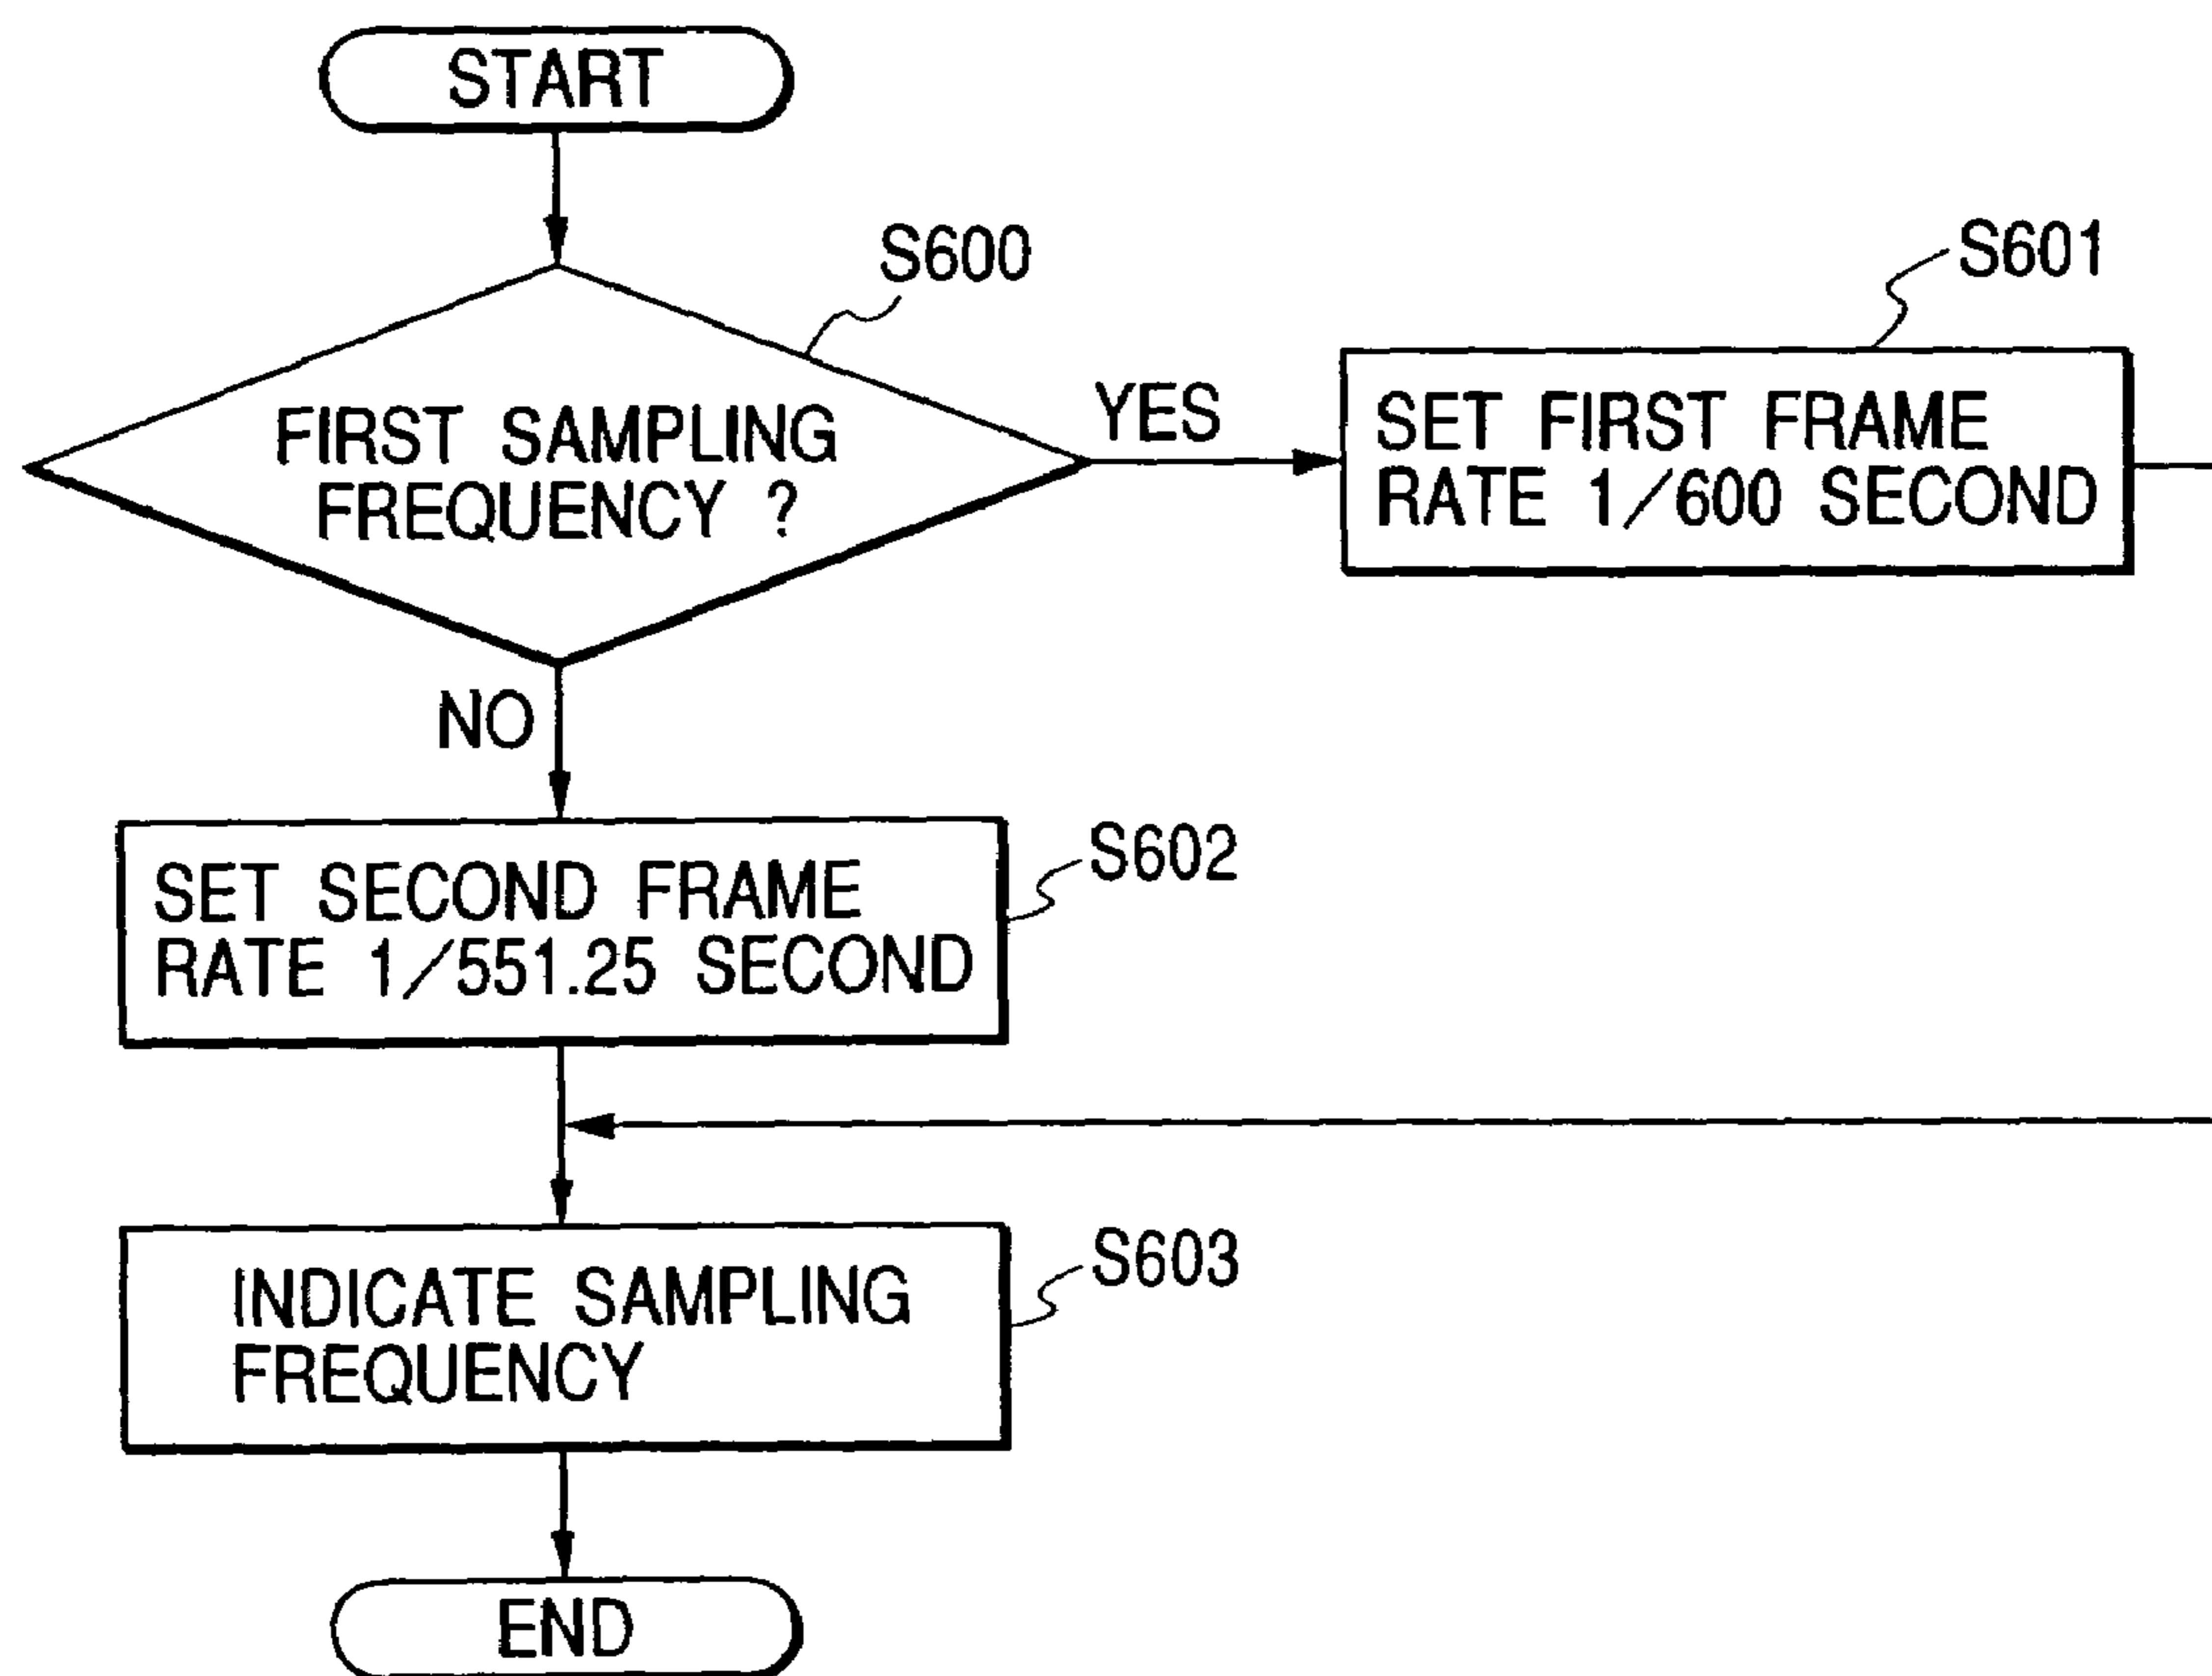 START
S600
S601
FIRST SAMPLING
FREQUENCY ?
YES
SET FIRST FRAME
RATE 1/600 SECOND
NO
SET SECOND FRAME
RATE 1/551.25 SECOND
S602
INDICATE SAMPLING
FREQUENCY
S603
END